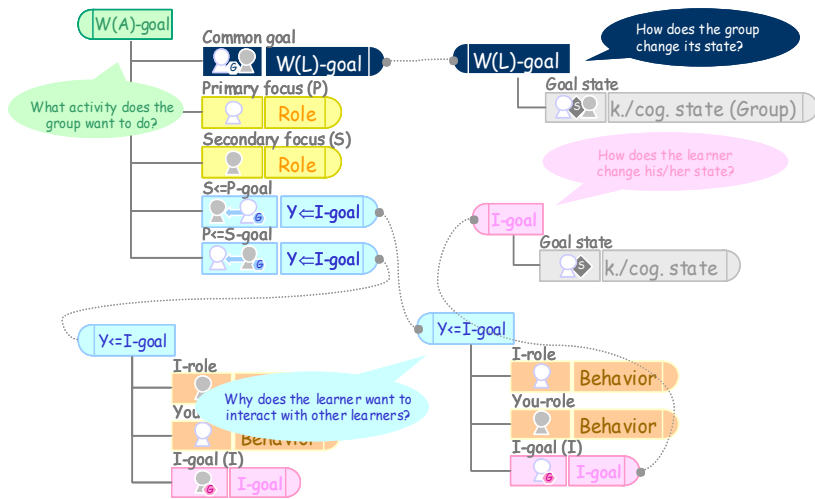 W(A)-goal
Common goal
G
W(L)-goal
W(L)-goal
How does the group
change its state?
Goal state
S
k./cog. state (Group)
What activity does the
group want to do?
Primary focus (P)
Role
Secondary focus (S)
Role
How does the learner
change his/her state?
S<=P-goal
G
Y⇐I-goal
P<=S-goal
G
Y⇐I-goal
I-goal
Goal state
S
k./cog. state
Y<=I-goal
I-role
You
Behavior
I-goal (I)
G
I-goal
Why does the learner want to
interact with other learners?
Y<=I-goal
I-role
Behavior
You-role
Behavior
I-goal (I)
G
I-goal